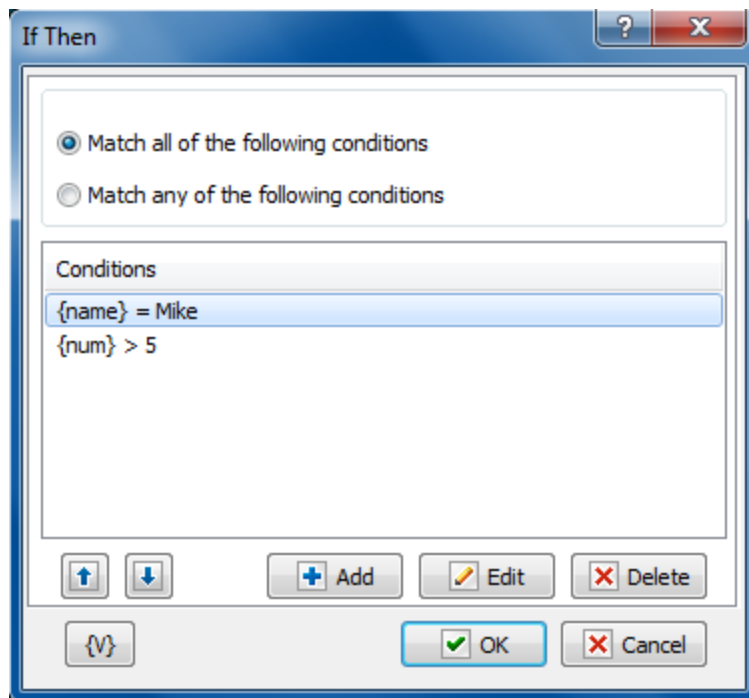 If Then
?
Match all of the following conditions
Match any of the following conditions
Conditions
{name} = Mike
{num} > 5
Add Edit Delete
{V} OK Cancel